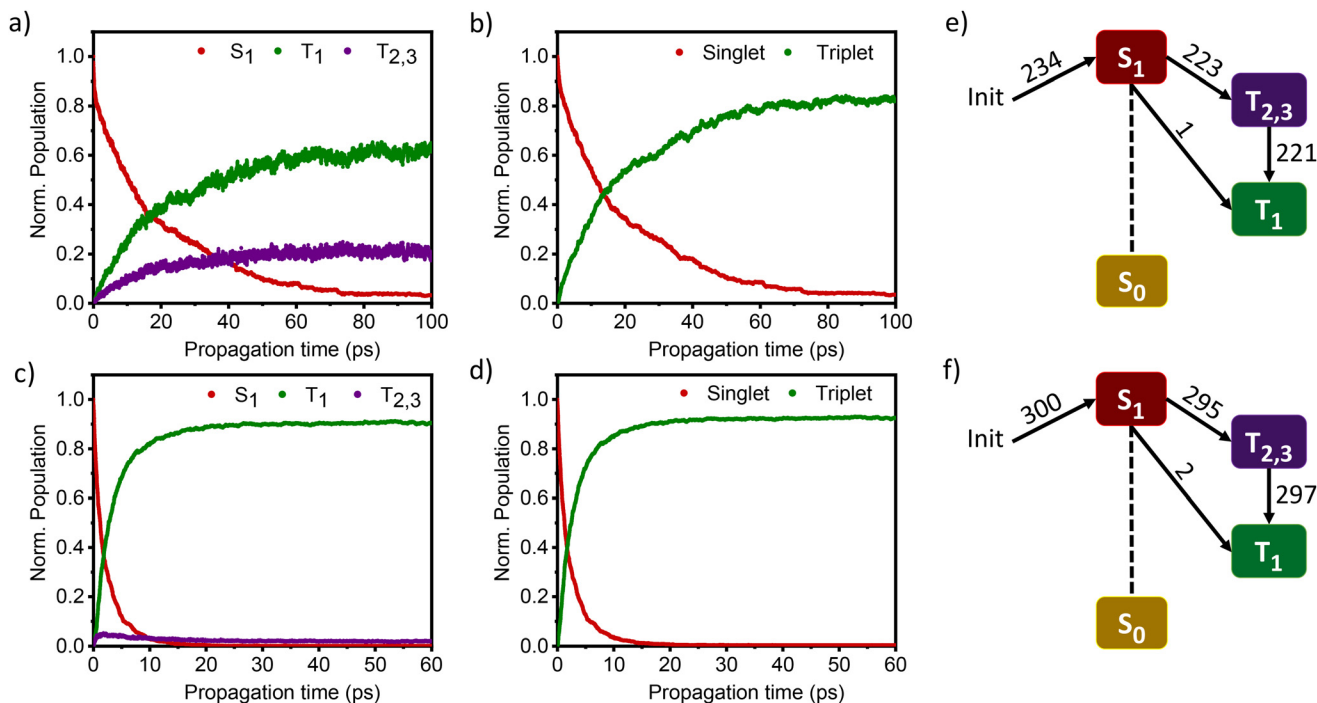 a)
S1 T1 T2,3
1.0
0.8
0.6
0.4
0.2
0.0
Norm. Population
0 20 40 60 80 100
Propagation time (ps)
b)
Singlet Triplet
1.0
0.8
0.6
0.4
0.2
0.0
Norm. Population
0 20 40 60 80 100
Propagation time (ps)
e)
234
S1
223
Init
T2,3
1
221
T1
S0
c)
S1 T1 T2,3
1.0
0.8
0.6
0.4
0.2
0.0
Norm. Population
0 10 20 30 40 50 60
Propagation time (ps)
d)
Singlet Triplet
1.0
0.8
0.6
0.4
0.2
0.0
Norm. Population
0 10 20 30 40 50 60
Propagation time (ps)
f)
300
S1
295
Init
T2,3
2
297
T1
S0